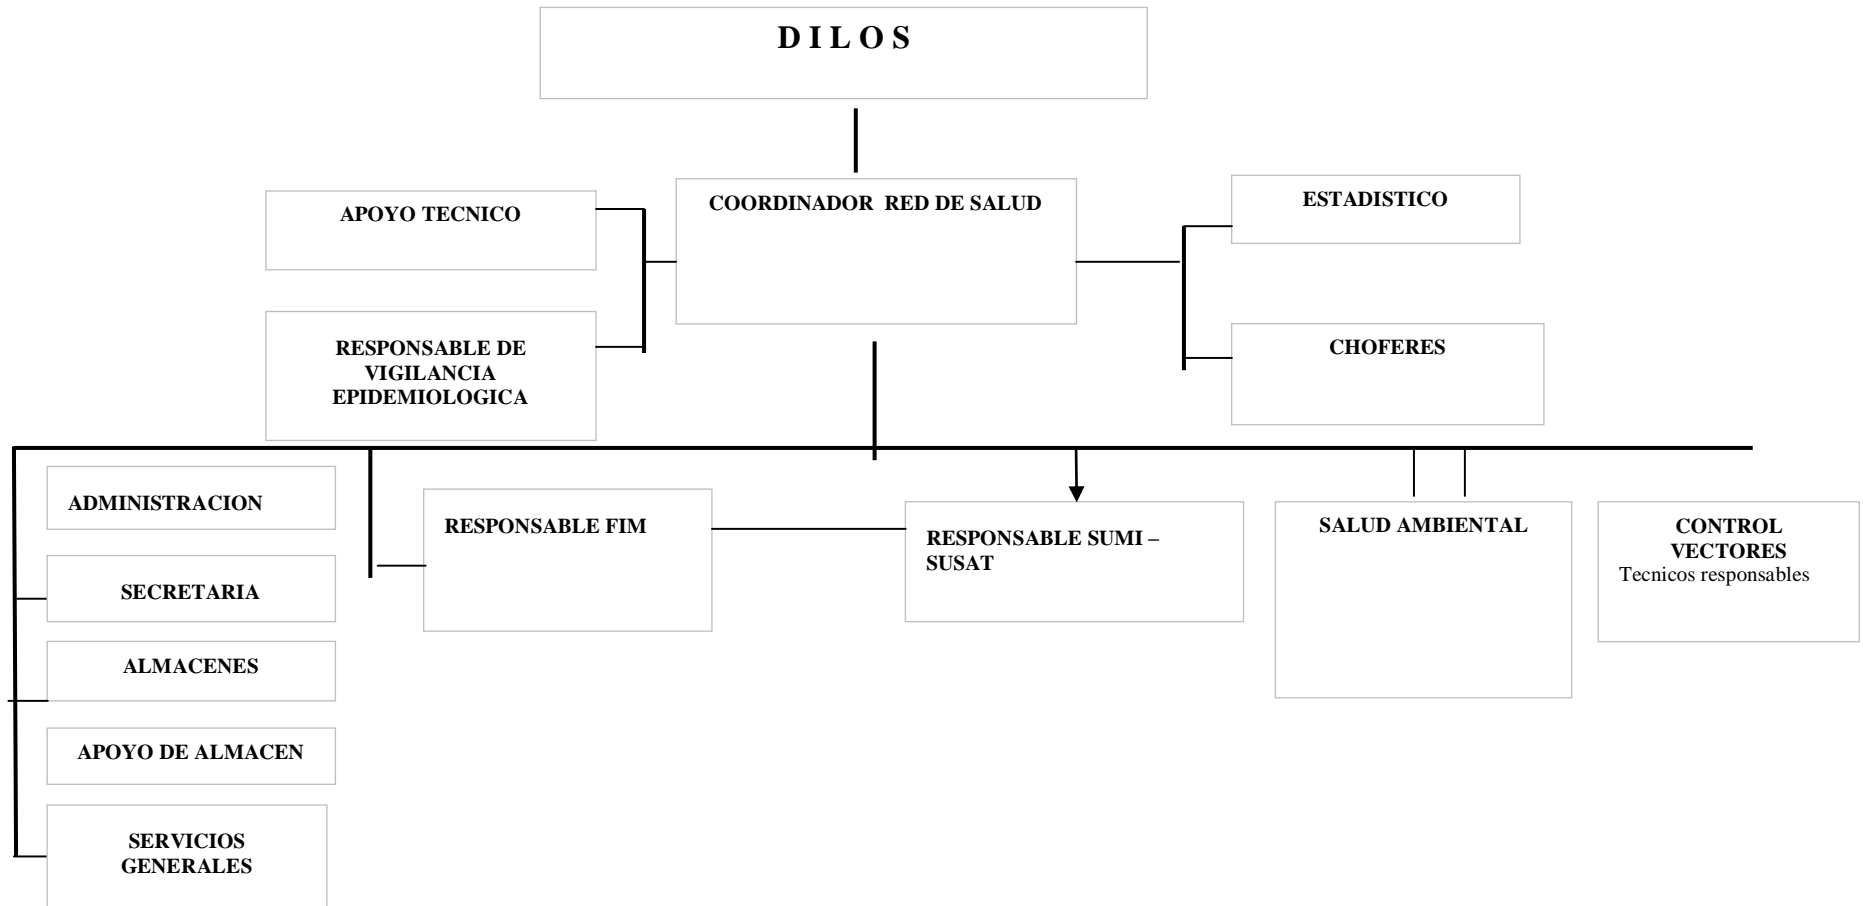 D I L O S
APOYO TECNICO
COORDINADOR RED DE SALUD
ESTADISTICO
RESPONSABLE DE
VIGILANCIA
EPIDEMIOLOGICA
CHOFERES
ADMINISTRACION
SECRETARIA
ALMACENES
APOYO DE ALMACEN
SERVICIOS
GENERALES
RESPONSABLE FIM
RESPONSABLE SUMI –
SUSAT
SALUD AMBIENTAL
CONTROL
VECTORES
Tecnicos responsables